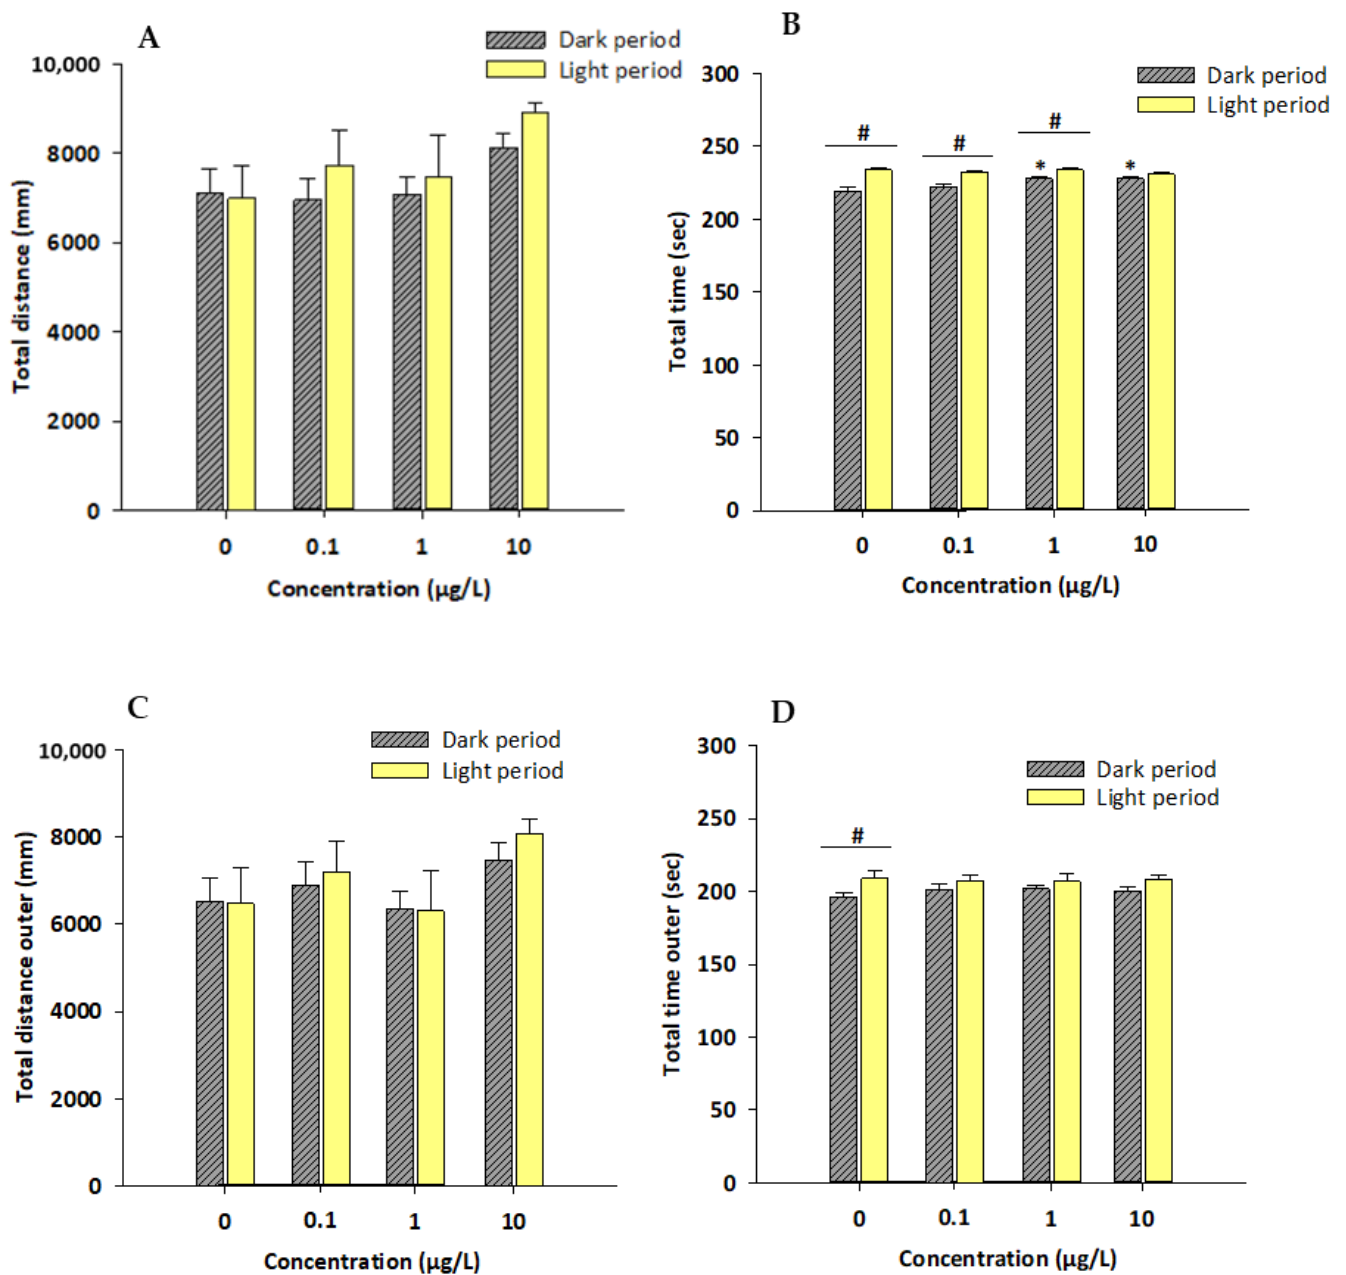 A
Dark period
Light period
10,000
8000
6000
4000
2000
0
Total distance (mm)
0 0.1 1 10
Concentration (µg/L)
B
Dark period
Light period
300
250
200
150
100
50
0
Total time (sec)
# # # * *
0 0.1 1 10
Concentration (µg/L)
C
Dark period
Light period
10,000
8000
6000
4000
2000
0
Total distance outer (mm)
0 0.1 1 10
Concentration (µg/L)
D
Dark period
Light period
300
250
200
150
100
50
0
Total time outer (sec)
#
0 0.1 1 10
Concentration (µg/L)